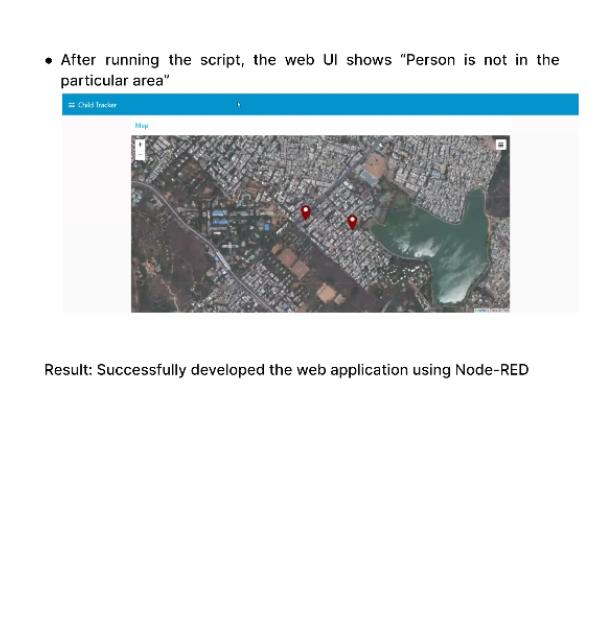 ● After running the script, the web UI shows “Person is not in the
particular area”
Child Tracker
Map
Result: Successfully developed the web application using Node-RED